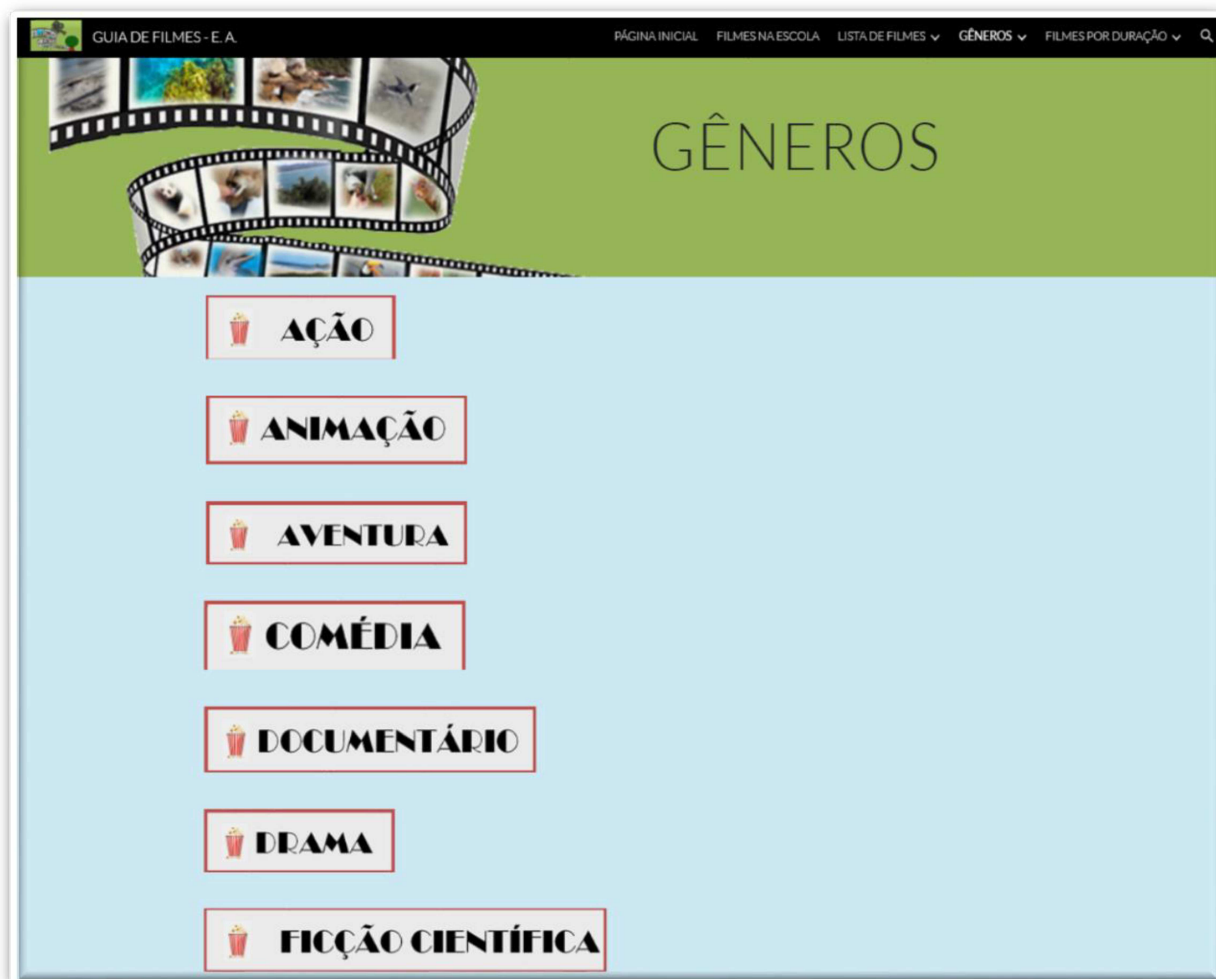 GUIA DE FILMES - E. A.
PÁGINA INICIAL FILMES NA ESCOLA LISTA DE FILMES GÊNEROS FILMES POR DURAÇÃO
GÊNEROS
AÇÃO
ANIMAÇÃO
AVENTURA
COMÉDIA
DOCUMENTÁRIO
DRAMA
FICÇÃO CIENTÍFICA